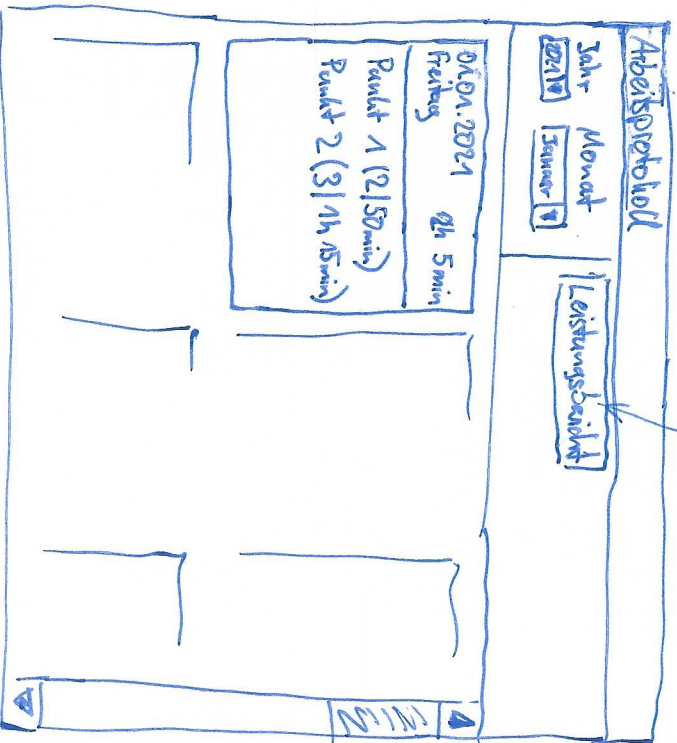 Arbeitsprotokoll
Jahr Monat
2021 Januar
Leistungsbericht
01.01.2021
Freitag 2h 5min
Punkt 1 (2|50min)
Punkt 2 (3|1h 15min)